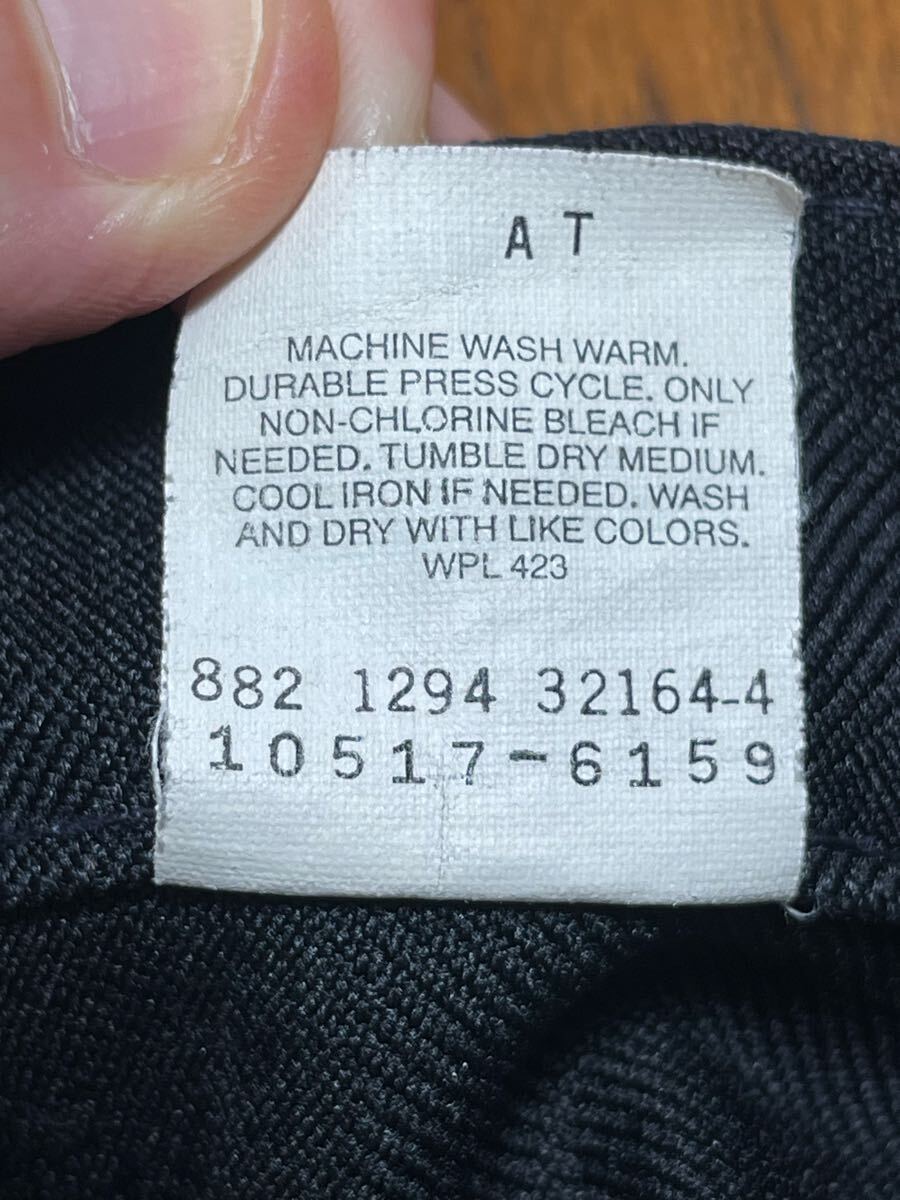 AT
MACHINE WASH WARM.
DURABLE PRESS CYCLE. ONLY
NON-CHLORINE BLEACH IF
NEEDED. TUMBLE DRY MEDIUM.
COOL IRON IF NEEDED. WASH
AND DRY WITH LIKE COLORS.
WPL 423
882 1294 32164-4
10517-6159